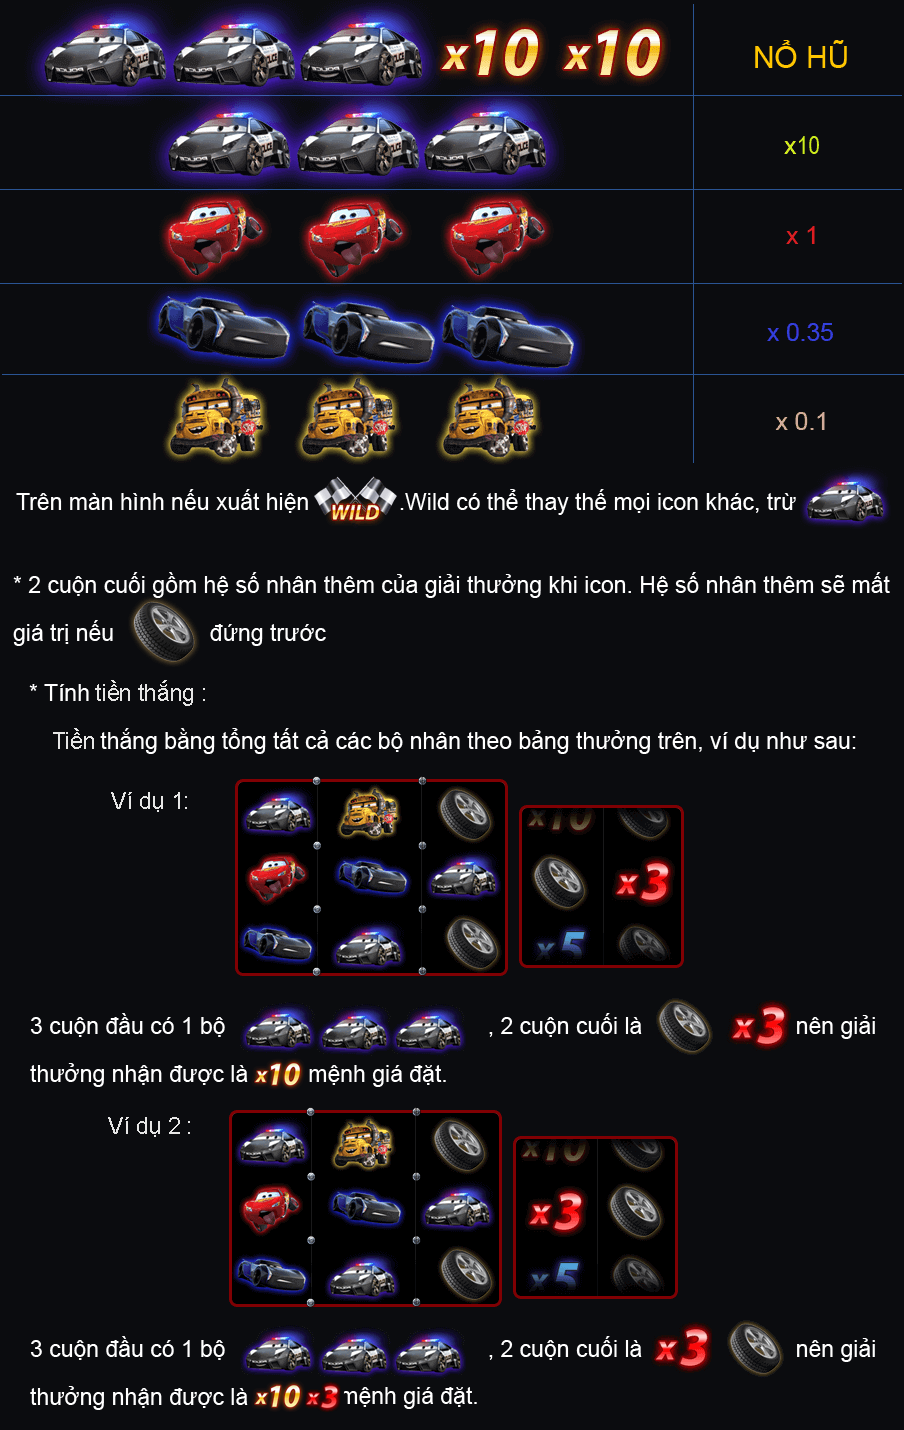 x10 x10 NỔ HŨ
x10
x 1
x 0.35
x 0.1
Trên màn hình nếu xuất hiện WILD .Wild có thể thay thế mọi icon khác, trừ
* 2 cuộn cuối gồm hệ số nhân thêm của giải thưởng khi icon. Hệ số nhân thêm sẽ mất
giá trị nếu đứng trước
* Tính tiền thắng :
Tiền thắng bằng tổng tất cả các bộ nhân theo bảng thưởng trên, ví dụ như sau:
Ví dụ 1:
x10
x3
x5
3 cuộn đầu có 1 bộ , 2 cuộn cuối là x3 nên giải
thưởng nhận được là x10 mệnh giá đặt.
Ví dụ 2 :
x10
x3
x5
3 cuộn đầu có 1 bộ , 2 cuộn cuối là x3 nên giải
thưởng nhận được là x10 x3 mệnh giá đặt.